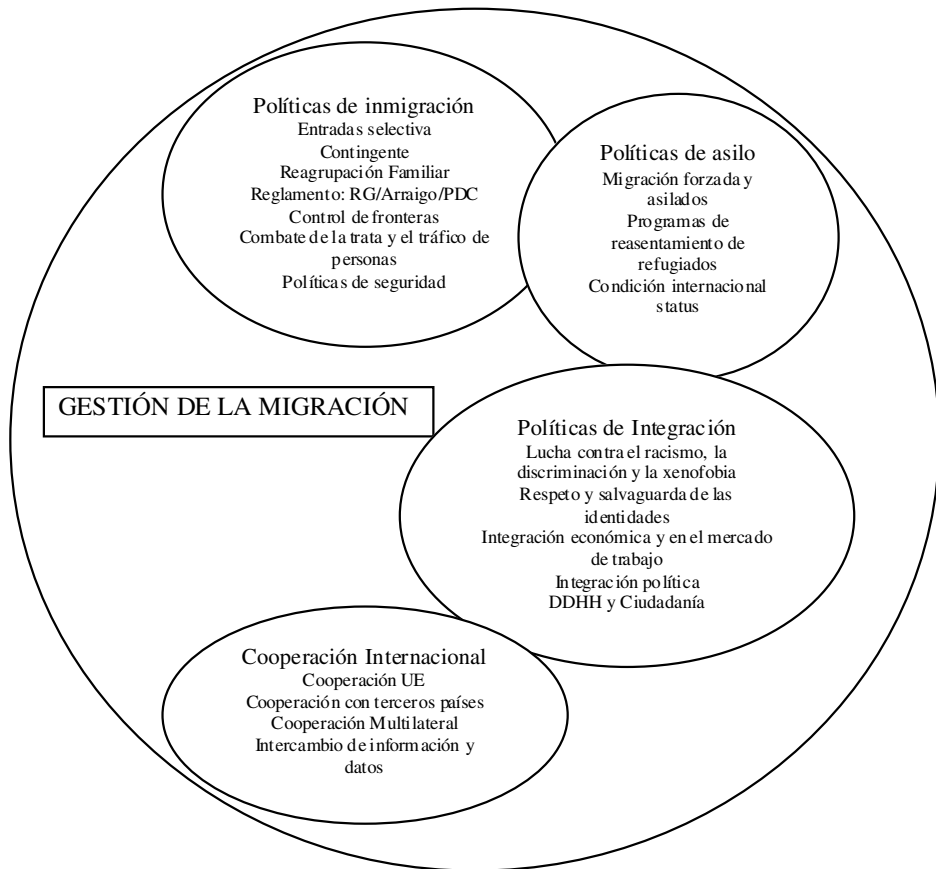 Políticas de inmigración
Entradas selectiva
Contingente
Reagrupación Familiar
Reglamento: RG/Arraigo/PDC
Control de fronteras
Combate de la trata y el tráfico de
personas
Políticas de seguridad
Políticas de asilo
Migración forzada y
asilados
Programas de
reasentamiento de
refugiados
Condición internacional
status
GESTIÓN DE LA MIGRACIÓN
Políticas de Integración
Lucha contra el racismo, la
discriminación y la xenofobia
Respeto y salvaguarda de las
identidades
Integración económica y en el mercado
de trabajo
Integración política
DDHH y Ciudadanía
Cooperación Internacional
Cooperación UE
Cooperación con terceros países
Cooperación Multilateral
Intercambio de información y
datos